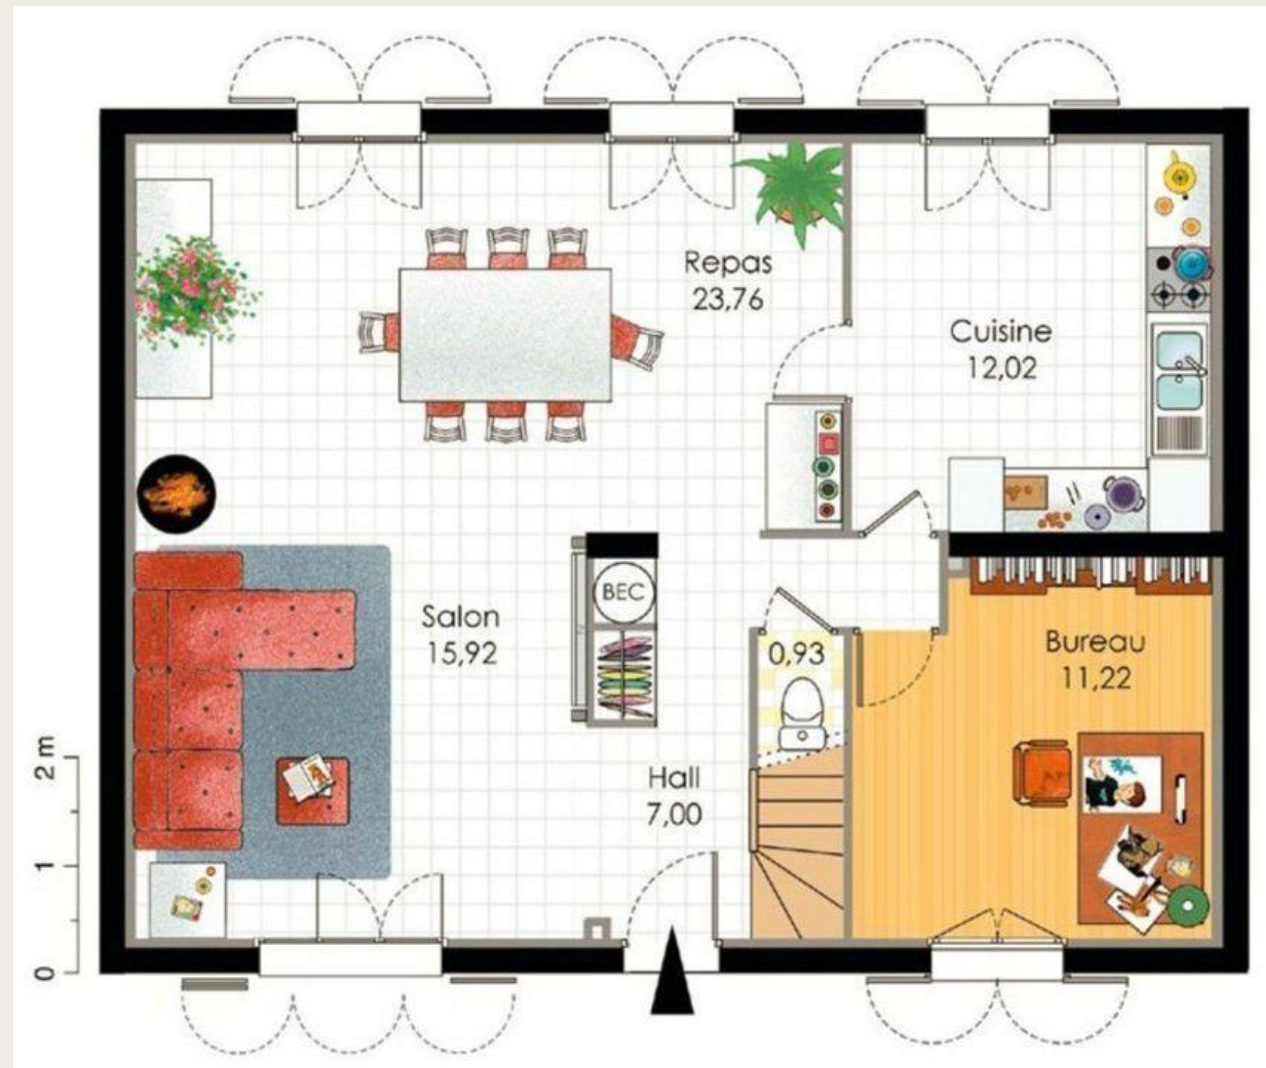 Repas
23,76
Cuisine
12,02
BEC
Salon
15,92
0,93
Bureau
11,22
Hall
7,00
2 m
1
0